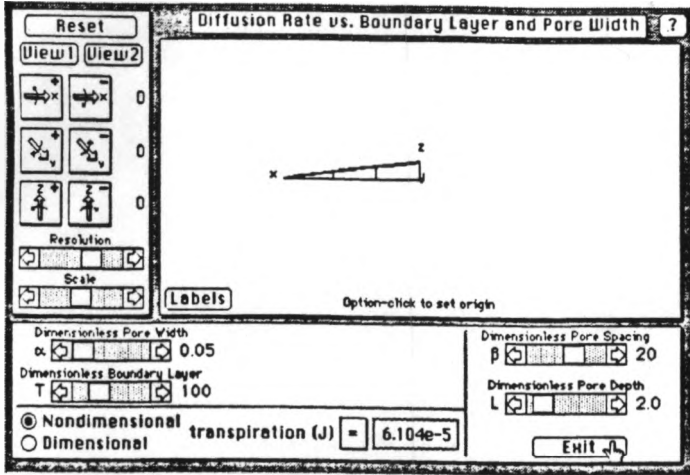 Reset
Diffusion Rate vs. Boundary Layer and Pore Width
?
View1 View2
+ x - x 0
+ y - y 0
z + z - 0
Resolution
Scale
z
x
y
Labels
Option-click to set origin
Dimensionless Pore Width
α 0.05
Dimensionless Boundary Layer
T 100
Dimensionless Pore Spacing
β 20
Dimensionless Pore Depth
L 2.0
Nondimensional
Dimensional
transpiration (J) = 6.104e-5
Exit